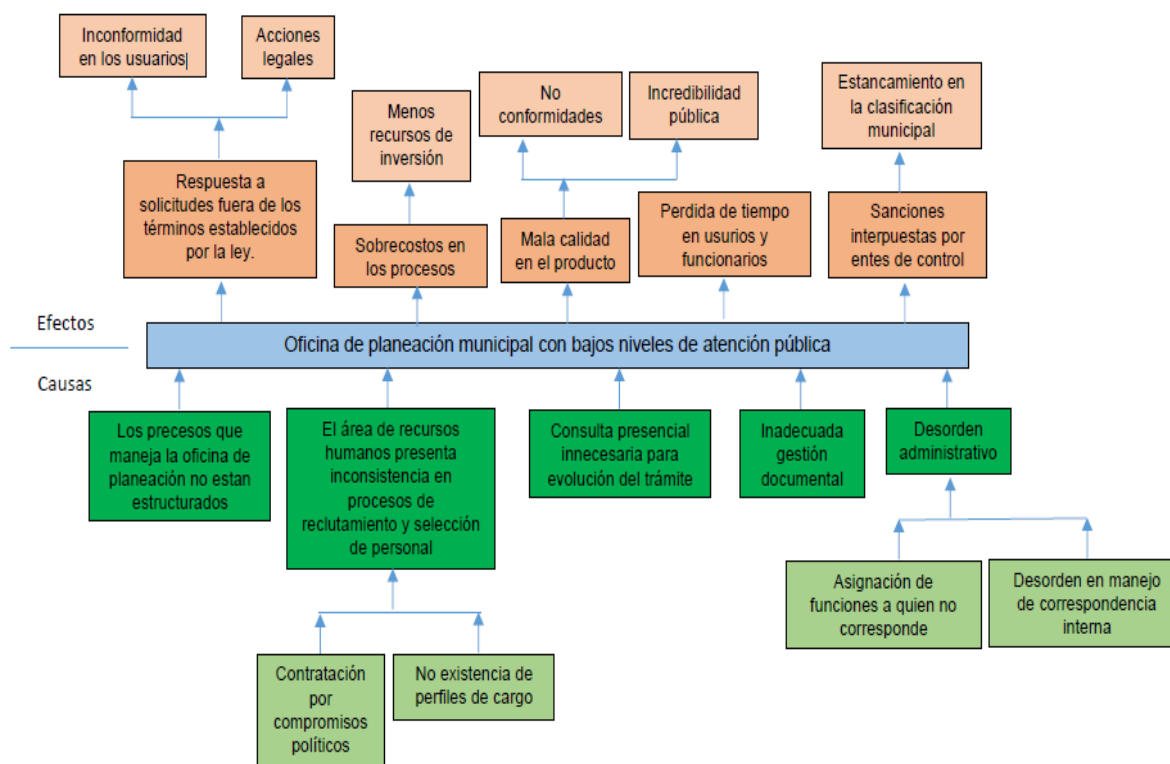 Inconformidad
en los usuarios
Acciones
legales
Menos
recursos de
inversión
No
conformidades
Incredibilidad
pública
Estancamiento en
la clasificación
municipal
Respuesta a
solicitudes fuera de los
términos establecidos
por la ley.
Sobrecostos en
los procesos
Mala calidad
en el producto
Perdida de tiempo
en usurios y
funcionarios
Sanciones
interpuestas por
entes de control
Efectos
Oficina de planeación municipal con bajos niveles de atención pública
Causas
Los precesos que
maneja la oficina de
planeación no estan
estructurados
El área de recursos
humanos presenta
inconsistencia en
procesos de
reclutamiento y selección
de personal
Consulta presencial
innecesaria para
evolución del trámite
Inadecuada
gestión
documental
Desorden
administrativo
Asignación de
funciones a quien no
corresponde
Desorden en manejo
de correspondencia
interna
Contratación
por
compromisos
políticos
No existencia de
perfiles de cargo